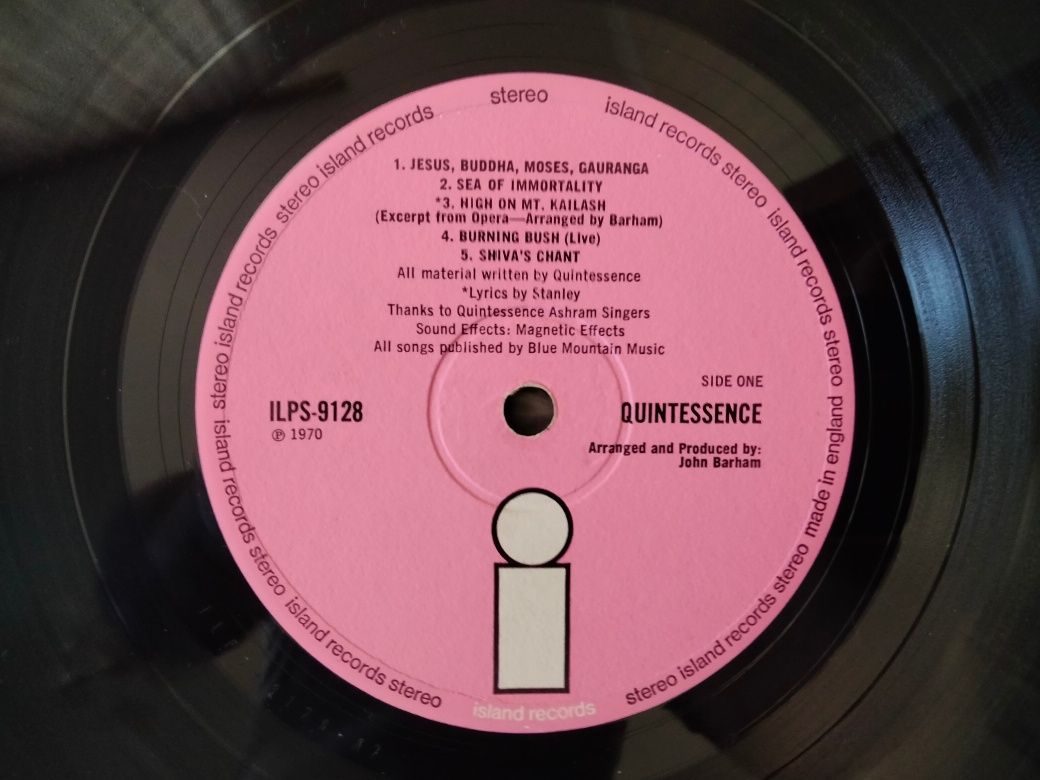 stereo
island records stereo island records stereo made in england
stereo island records stereo island records
stereo island records stereo island records
island records stereo
island records stereo
1. JESUS, BUDDHA, MOSES, GAURANGA
2. SEA OF IMMORTALITY
*3. HIGH ON MT. KAILASH
(Excerpt from Opera—Arranged by Barham)
4. BURNING BUSH (Live)
5. SHIVA'S CHANT
All material written by Quintessence
*Lyrics by Stanley
Thanks to Quintessence Ashram Singers
Sound Effects: Magnetic Effects
All songs published by Blue Mountain Music
SIDE ONE
ILPS-9128
QUINTESSENCE
℗ 1970
Arranged and Produced by:
John Barham
island records